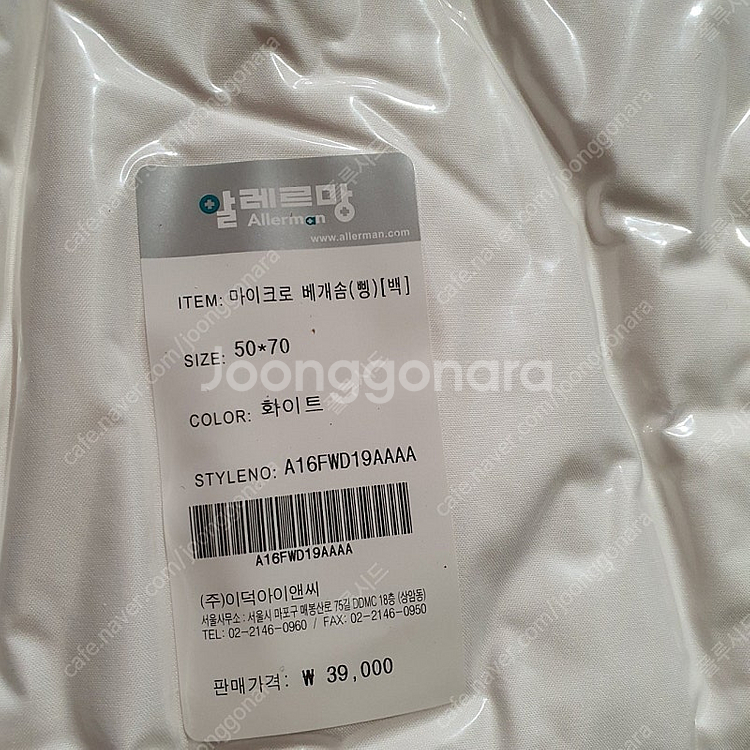 알레르망
Allerman
www.allerman.com
ITEM: 마이크로 베개솜(삥)[백]
SIZE: 50*70
Joonggonara
COLOR: 화이트
STYLENO: A16FWD19AAAA
A16FWD19AAAA
(주)이덕아이앤씨
서울사무소 : 서울시 마포구 매봉산로 75길 DDMC 18층 (상암동)
TEL: 02-2146-0960 / FAX: 02-2146-0950
판매가격: ₩ 39,000
cafe.naver.com/joonggonara